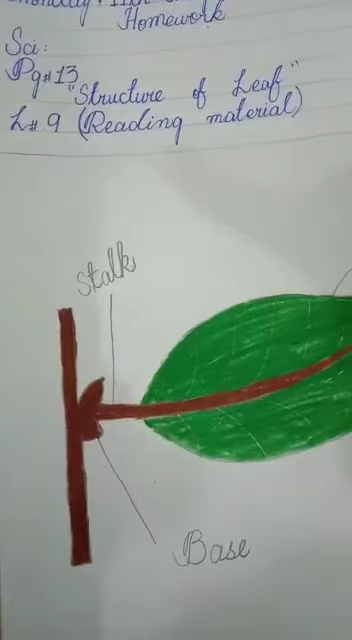 Homework
Sci:
Pg#13
"Structure of Leaf"
L# 9 (Reading material)
Stalk
Base